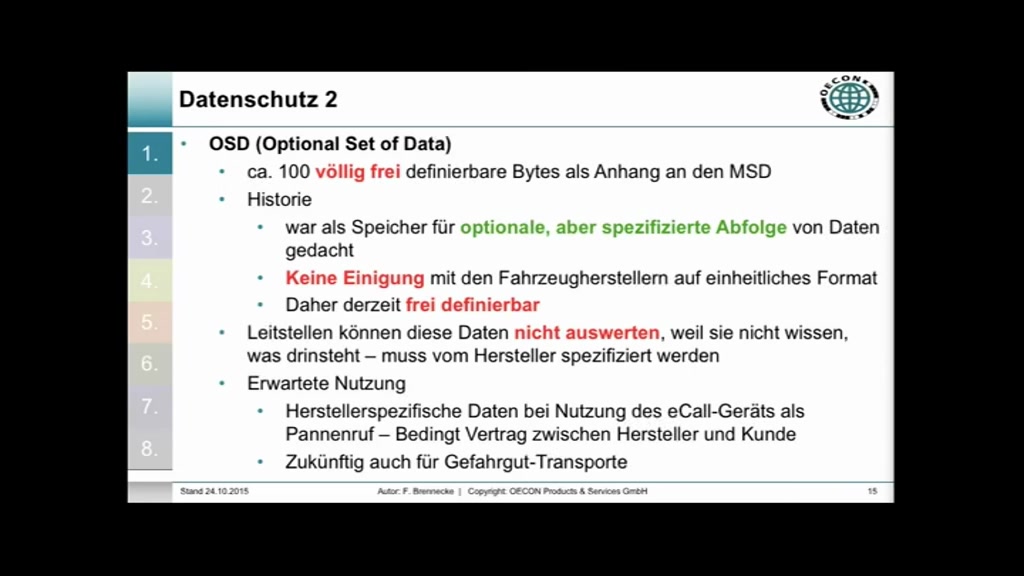 Datenschutz 2
OECON
1.
2.
3.
4.
5.
6.
7.
8.
• OSD (Optional Set of Data)
• ca. 100 völlig frei definierbare Bytes als Anhang an den MSD
• Historie
• war als Speicher für optionale, aber spezifizierte Abfolge von Daten
gedacht
• Keine Einigung mit den Fahrzeugherstellern auf einheitliches Format
• Daher derzeit frei definierbar
• Leitstellen können diese Daten nicht auswerten, weil sie nicht wissen,
was drinsteht – muss vom Hersteller spezifiziert werden
• Erwartete Nutzung
• Herstellerspezifische Daten bei Nutzung des eCall-Geräts als
Pannenruf – Bedingt Vertrag zwischen Hersteller und Kunde
• Zukünftig auch für Gefahrgut-Transporte
Stand 24.10.2015 Autor: F. Brennecke | Copyright: OECON Products & Services GmbH 15